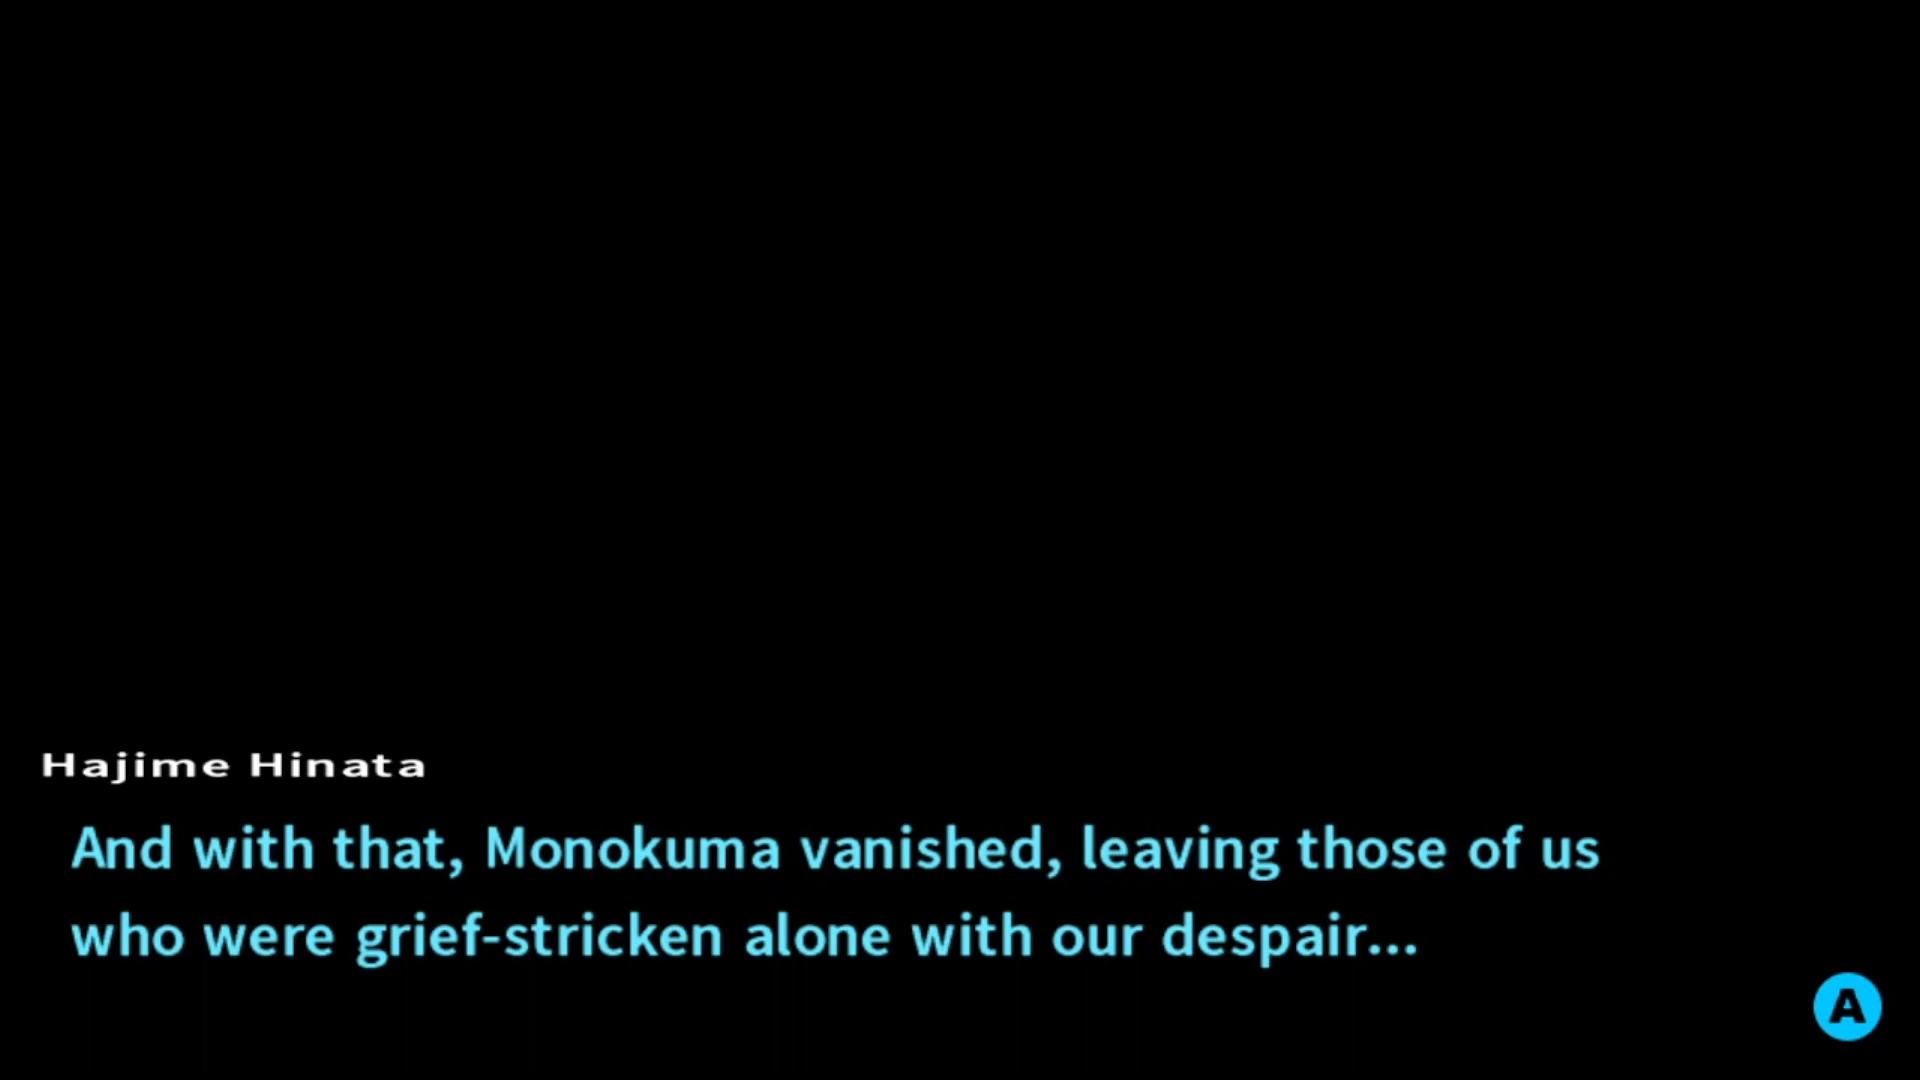 Hajime Hinata
And with that, Monokuma vanished, leaving those of us
who were grief-stricken alone with our despair...
A